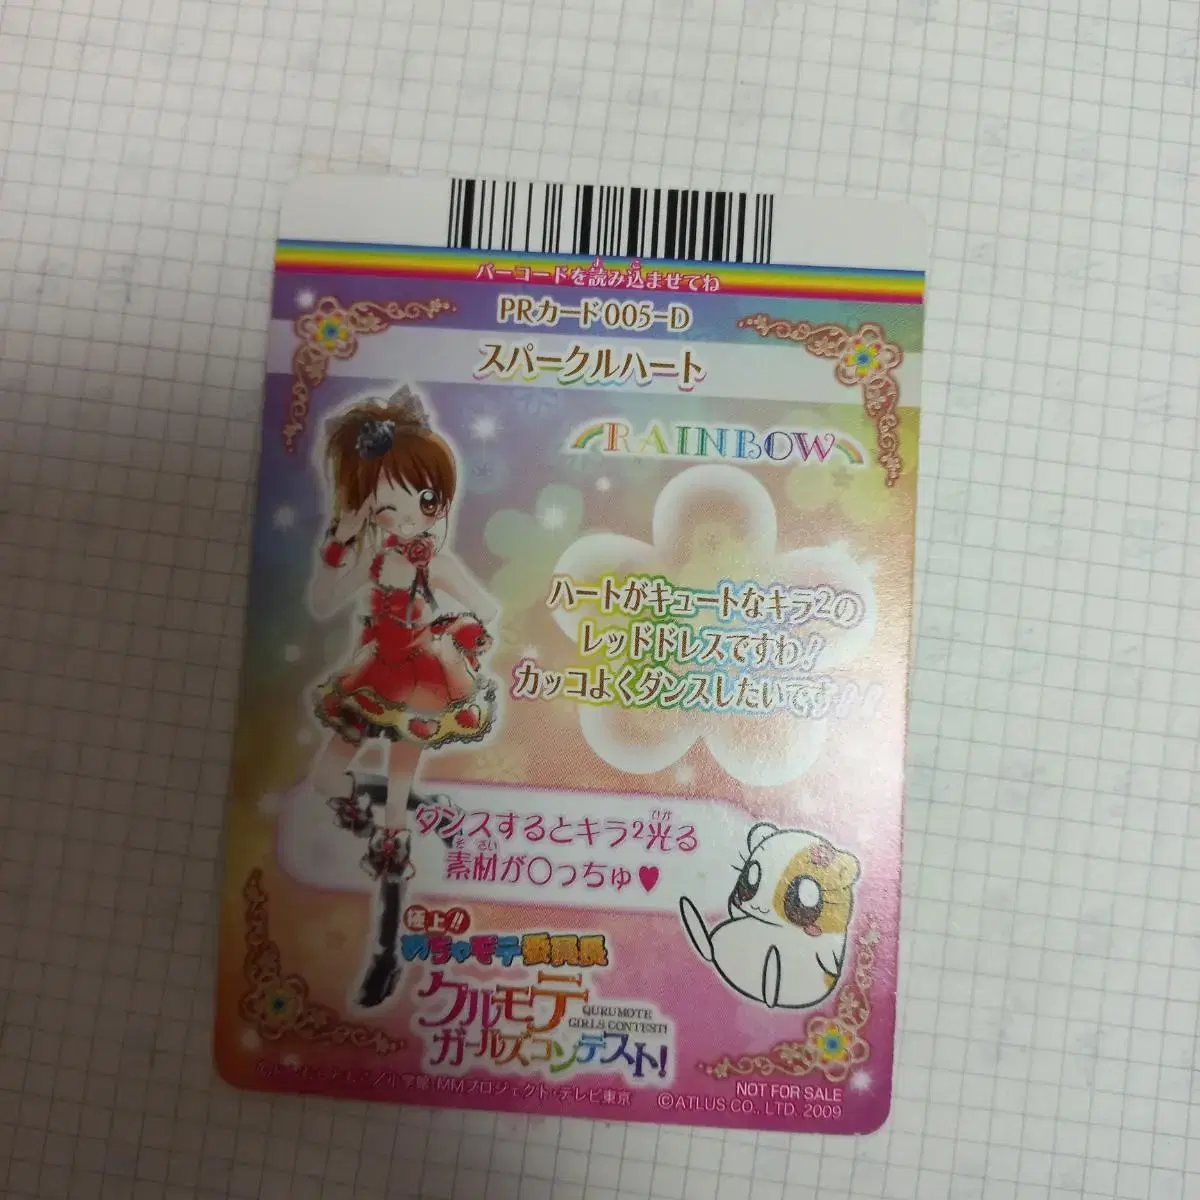 バーコードを読み込ませてね
PRカード005-D
スパークルハート
RAINBOW
ハートがキュートなキラ2の
レッドドレスですわ!
カッコよくダンスしたいです!!
ダンスするとキラ2光る
素材が○っちゅ♥
極上!!
めちゃモテ委員長
クルモテ
QURUMOTE
GIRLS CONTEST!
ガールズコンテスト!
/小学館 MMプロジェクト・テレビ東京
NOT FOR SALE
©ATLUS CO., LTD. 2009